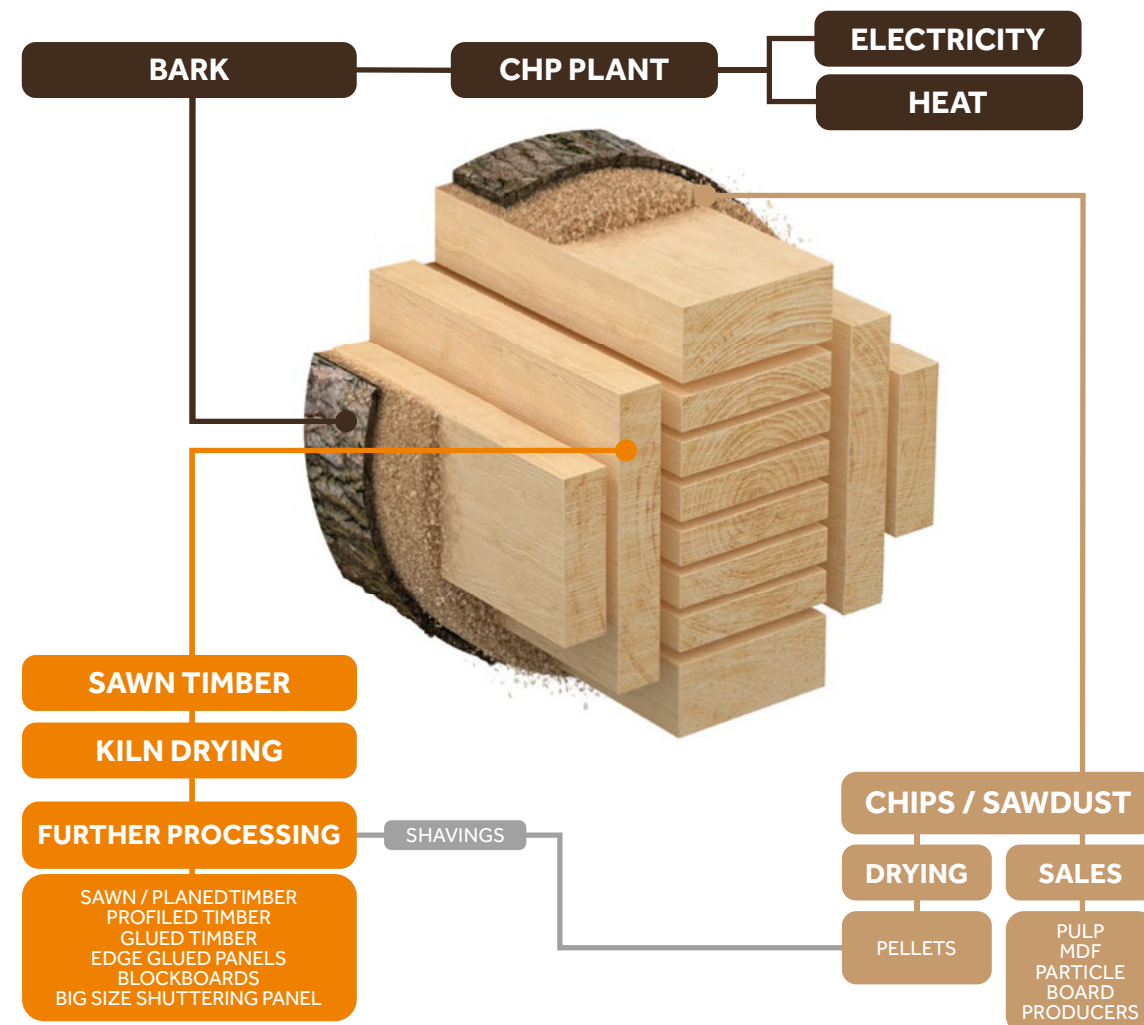 BARK
CHP PLANT
ELECTRICITY
HEAT
SAWN TIMBER
KILN DRYING
FURTHER PROCESSING
SHAVINGS
SAWN / PLANEDTIMBER
PROFILED TIMBER
GLUED TIMBER
EDGE GLUED PANELS
BLOCKBOARDS
BIG SIZE SHUTTERING PANEL
CHIPS / SAWDUST
DRYING
SALES
PELLETS
PULP
MDF
PARTICLE
BOARD
PRODUCERS